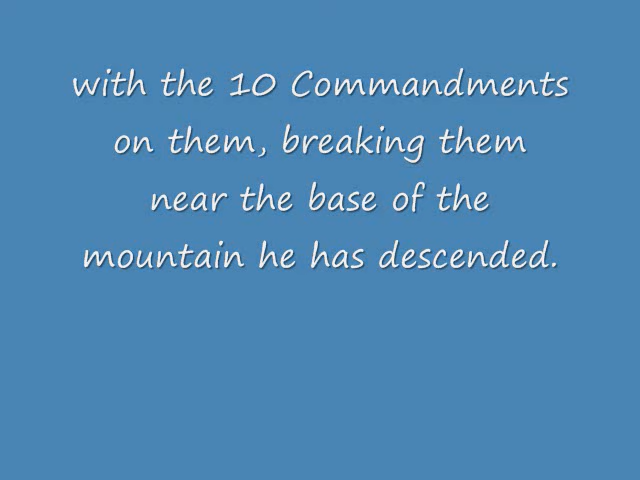 with the 10 Commandments
on them, breaking them
near the base of the
mountain he has descended.